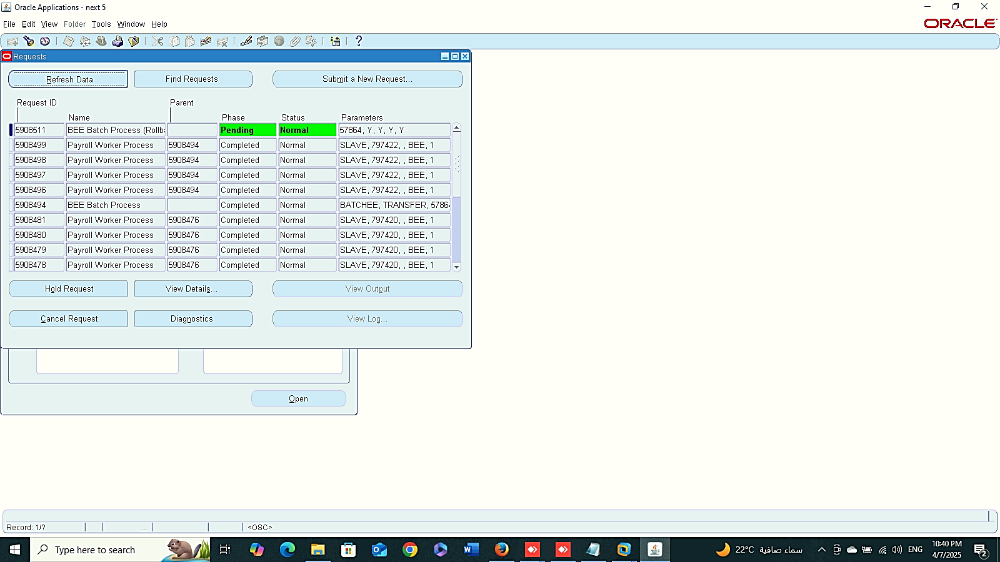 Oracle Applications - next 5
File Edit View Folder Tools Window Help
ORACLE
Requests
Refresh Data Find Requests Submit a New Request...
Request ID Parent
Name Phase Status Parameters
5908511 BEE Batch Process (Rollb Pending Normal 57864, Y, Y, Y, Y
5908499 Payroll Worker Process 5908494 Completed Normal SLAVE, 797422, , BEE, 1
5908498 Payroll Worker Process 5908494 Completed Normal SLAVE, 797422, , BEE, 1
5908497 Payroll Worker Process 5908494 Completed Normal SLAVE, 797422, , BEE, 1
5908496 Payroll Worker Process 5908494 Completed Normal SLAVE, 797422, , BEE, 1
5908494 BEE Batch Process Completed Normal BATCHEE, TRANSFER, 5786
5908481 Payroll Worker Process 5908476 Completed Normal SLAVE, 797420, , BEE, 1
5908480 Payroll Worker Process 5908476 Completed Normal SLAVE, 797420, , BEE, 1
5908479 Payroll Worker Process 5908476 Completed Normal SLAVE, 797420, , BEE, 1
5908478 Payroll Worker Process 5908476 Completed Normal SLAVE, 797420, , BEE, 1
Hold Request View Details... View Output
Cancel Request Diagnostics View Log...
Open
Record: 1/? ... <OSC>
Type here to search 22°C سماء صافية ENG 10:40 PM
4/7/2025 2